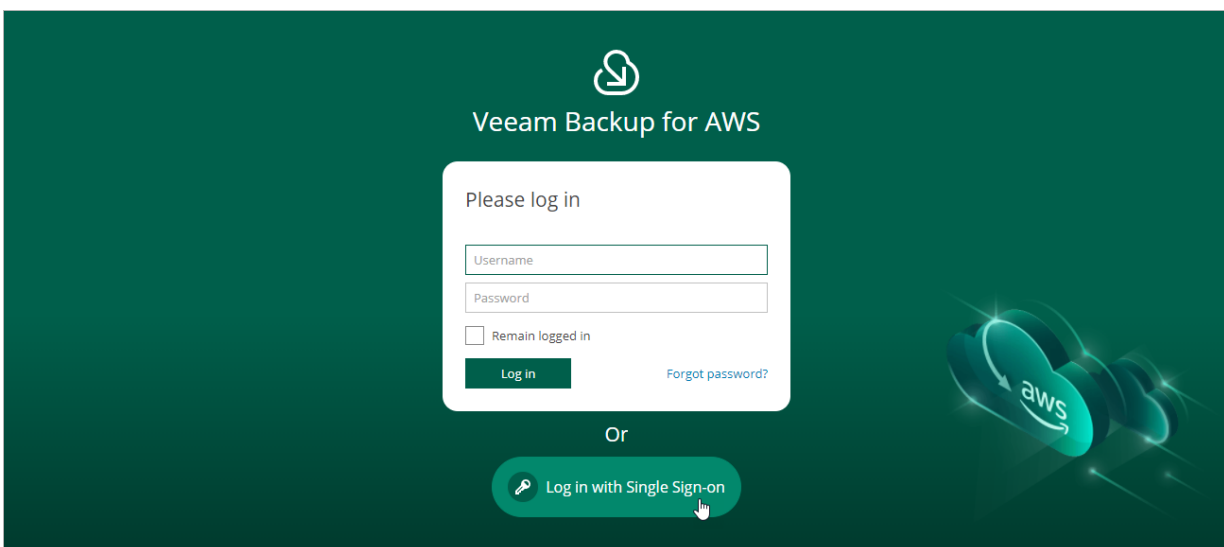 Veeam Backup for AWS
Please log in
Username
Password
Remain logged in
Log in
Forgot password?
Or
Log in with Single Sign-on
aws